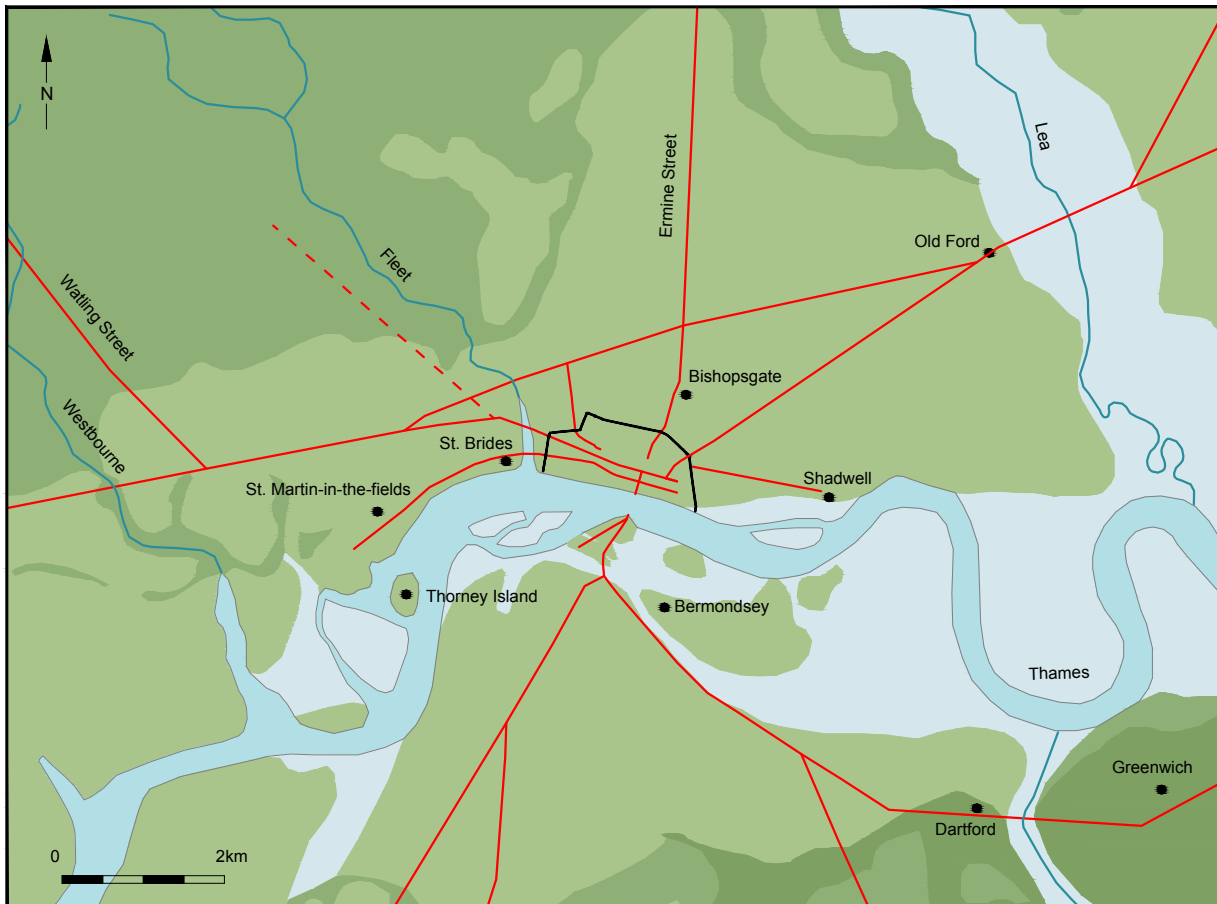 N
Lea
Ermine Street
Old Ford
Fleet
Watling Street
Bishopsgate
Westbourne
St. Brides
Shadwell
St. Martin-in-the-fields
Thorney Island
Bermondsey
Thames
Greenwich
Dartford
0 2km